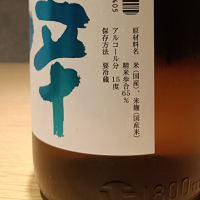 原材料名 米（国産）、米麹（国産米）
精米歩合65％
アルコール分 15度
保存方法 要冷蔵
1800m